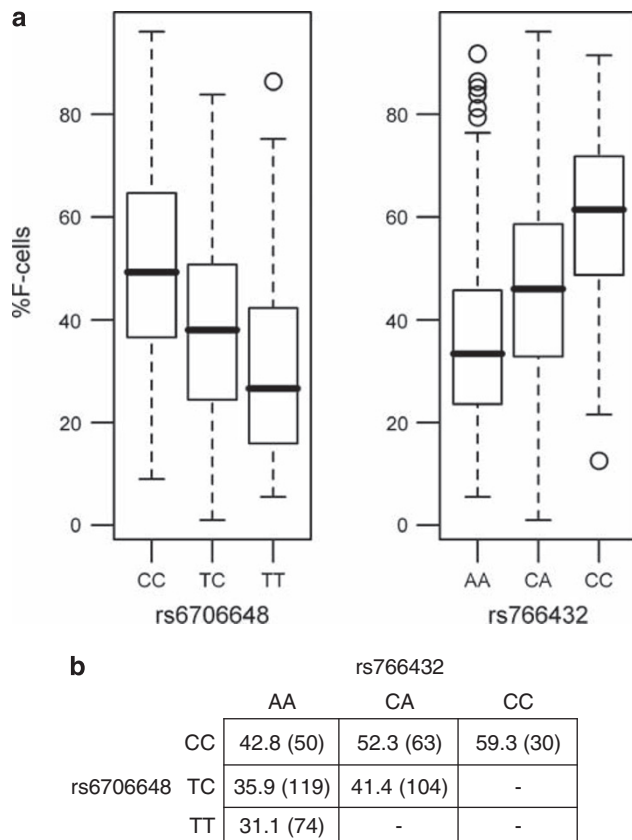 a
%F-cells
80
60
40
20
0
CC TC TT
rs6706648
80
60
40
20
0
AA CA CC
rs766432
b
rs766432
AA CA CC
CC 42.8 (50) 52.3 (63) 59.3 (30)
rs6706648 TC 35.9 (119) 41.4 (104) -
TT 31.1 (74) - -